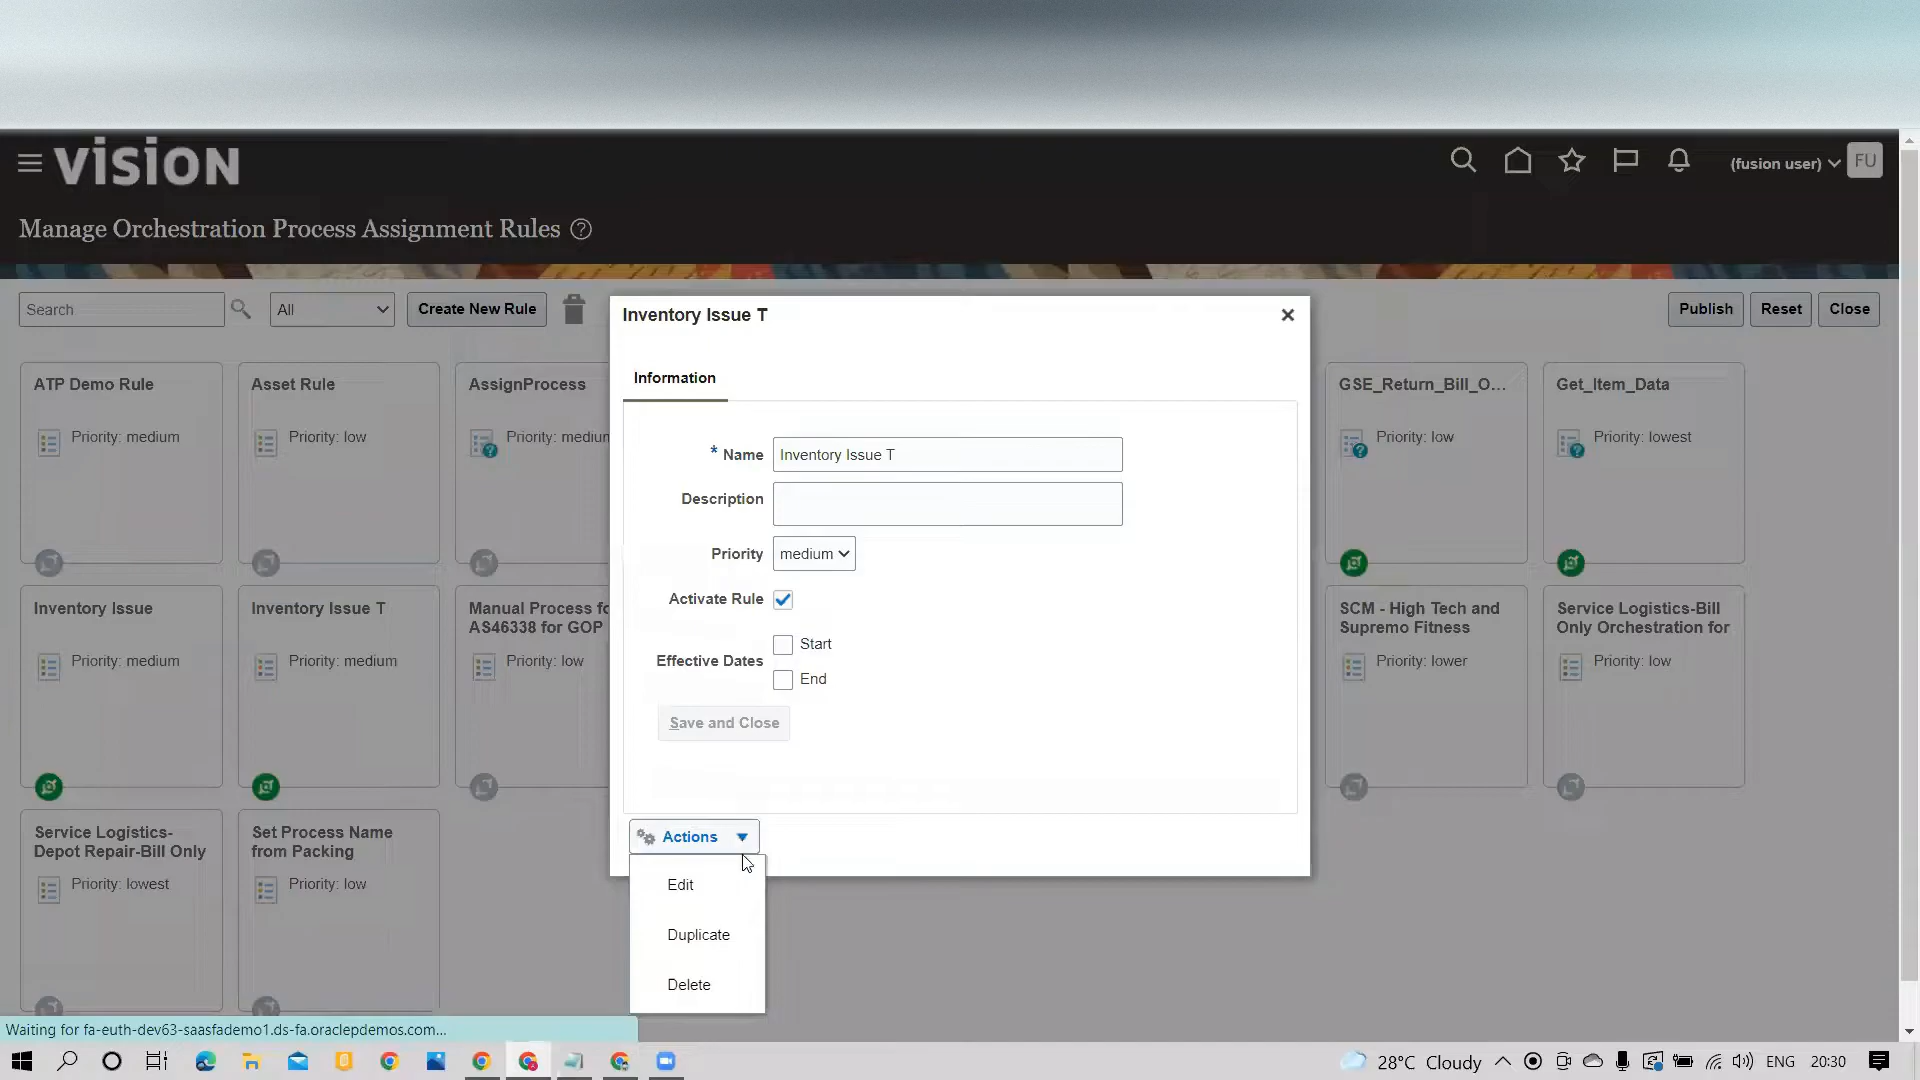 vision
(fusion user)
FU
Manage Orchestration Process Assignment Rules
Search
All
Create New Rule
Publish
Reset
Close
ATP Demo Rule
Priority: medium
Asset Rule
Priority: low
AssignProcess
Priority: medium
GSE_Return_Bill_O...
Priority: low
Get_Item_Data
Priority: lowest
Inventory Issue
Priority: medium
Inventory Issue T
Priority: medium
Manual Process fo
AS46338 for GOP
Priority: low
SCM - High Tech and
Supremo Fitness
Priority: lower
Service Logistics-Bill
Only Orchestration for
Priority: low
Service Logistics-
Depot Repair-Bill Only
Priority: lowest
Set Process Name
from Packing
Priority: low
Inventory Issue T
Information
* Name
Inventory Issue T
Description
Priority
medium
Activate Rule
Effective Dates
Start
End
Save and Close
Actions
Edit
Duplicate
Delete
Waiting for fa-euth-dev63-saasfademo1.ds-fa.oraclepdemos.com...
28°C Cloudy
ENG
20:30